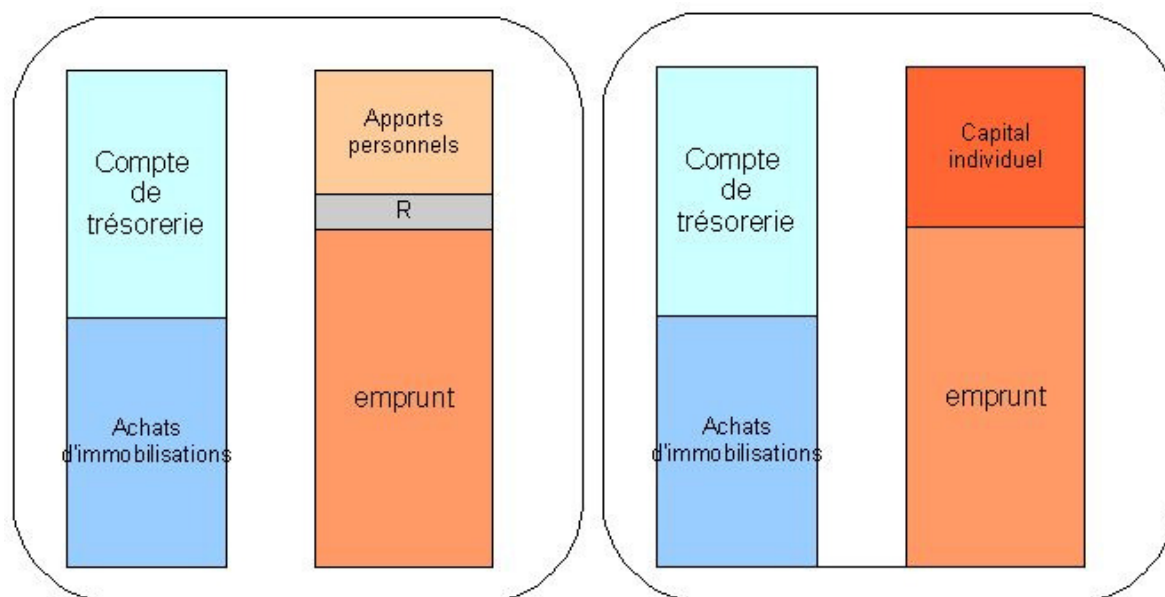 Compte
de
trésorerie
Achats
d'immobilisations
Apports
personnels
R
emprunt
Compte
de
trésorerie
Achats
d'immobilisations
Capital
individuel
emprunt